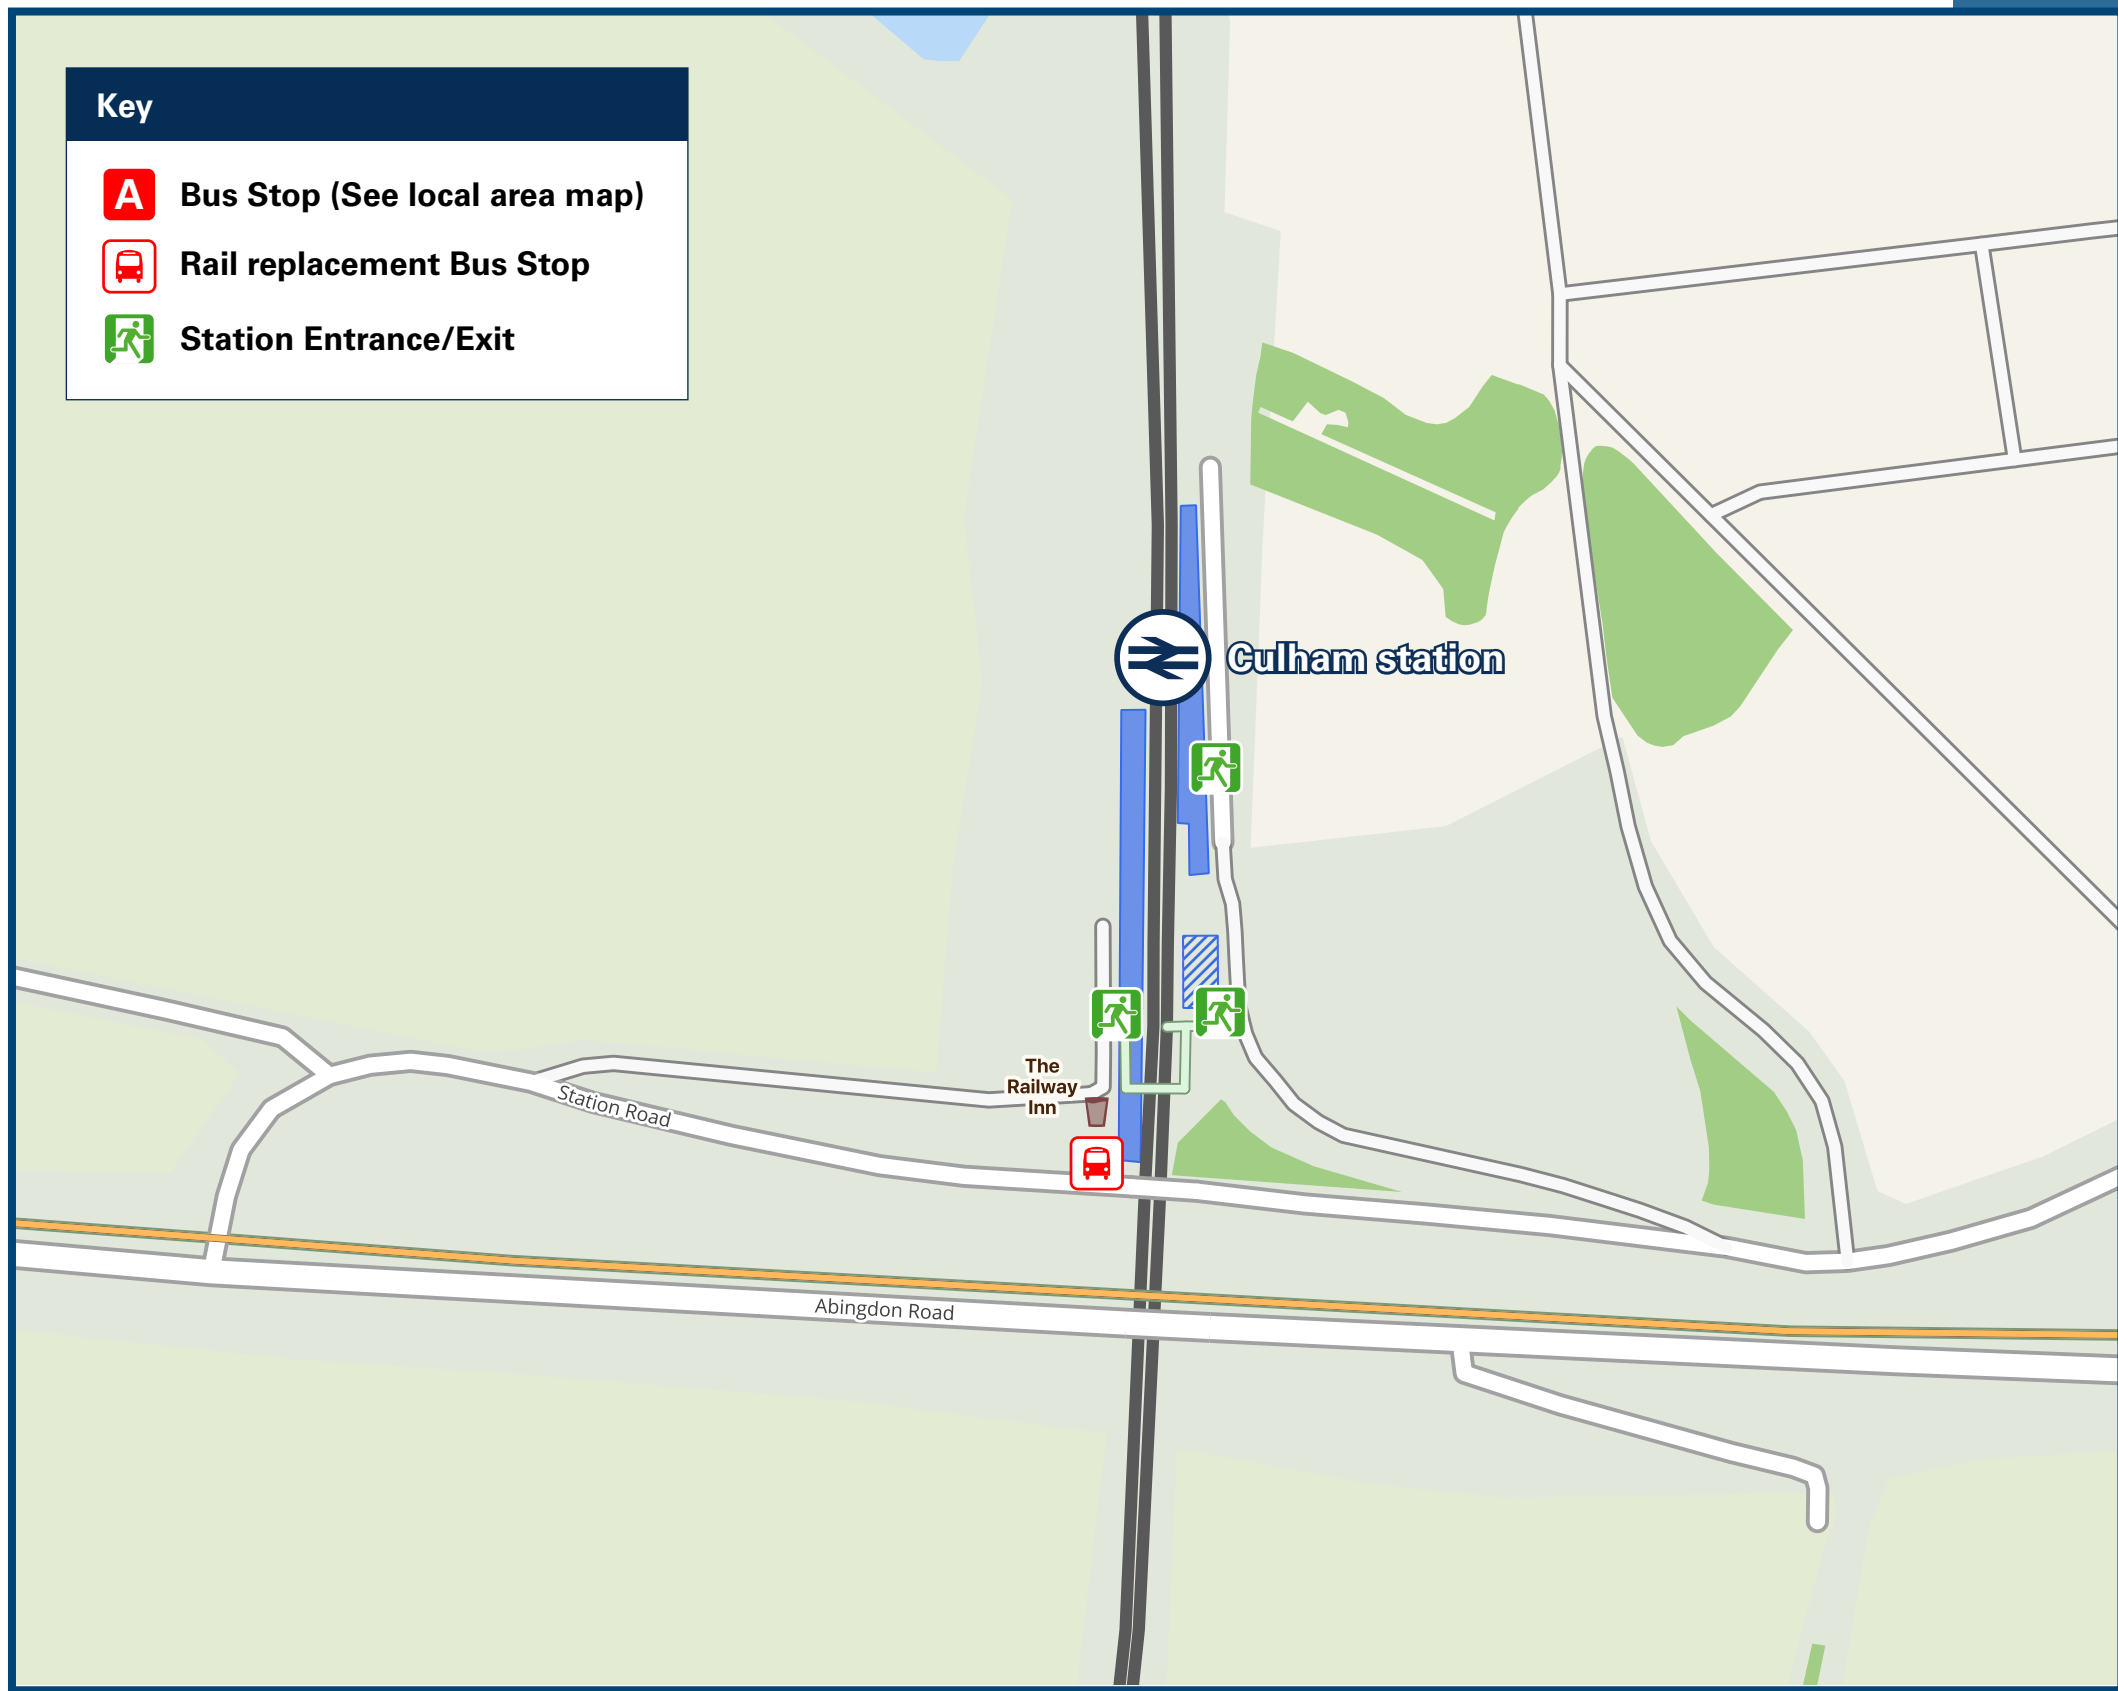 Key
A
Bus Stop (See local area map)
Rail replacement Bus Stop
Station Entrance/Exit
Culham station
The
Railway
Inn
Station Road
Abingdon Road